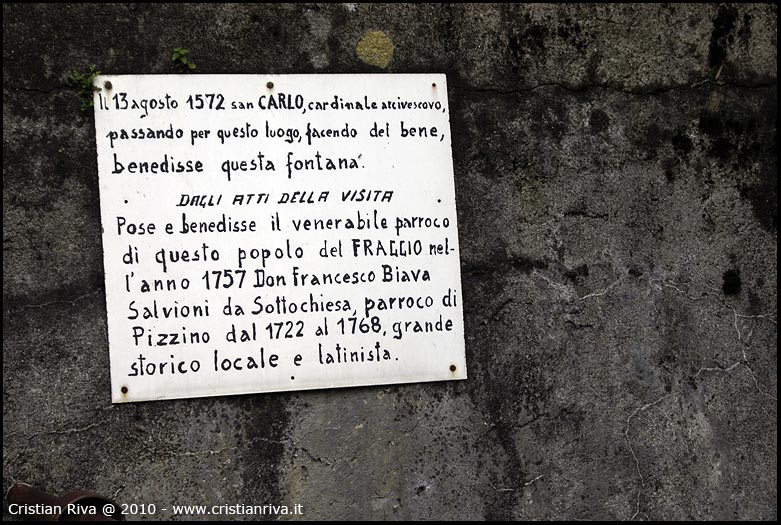 Il 13 agosto 1572 san CARLO, cardinale arcivescovo,
passando per questo luogo, facendo del bene,
benedisse questa fontana.
DAGLI ATTI DELLA VISITA
Pose e benedisse il venerabile parroco
di questo popolo del FRAGGIO nel-
l'anno 1757 Don Francesco Biava
Salvioni da Sottochiesa, parroco di
Pizzino dal 1722 al 1768, grande
storico locale e latinista.
Cristian Riva @ 2010 - www.cristianriva.it